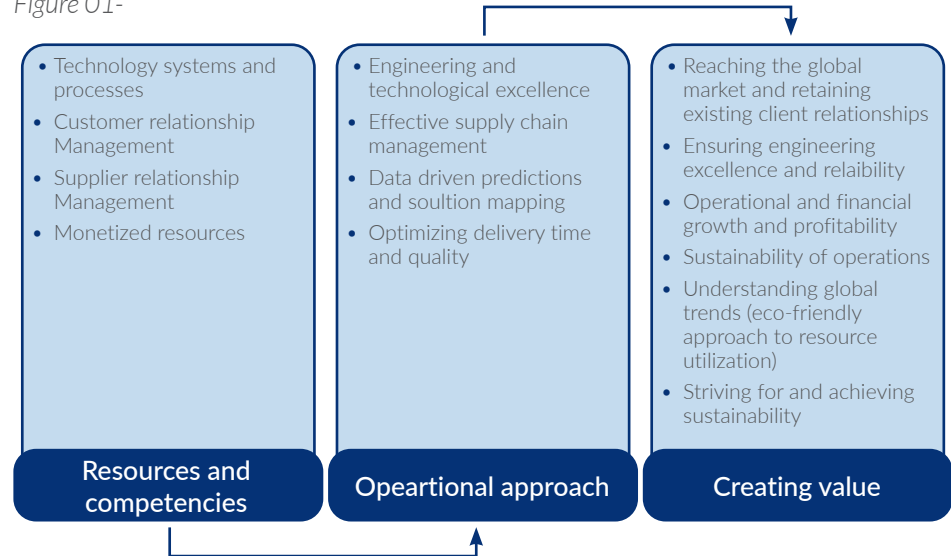 Figure 01-
• Technology systems and
processes
• Customer relationship
Management
• Supplier relationship
Management
• Monetized resources
Resources and
competencies
• Engineering and
technological excellence
• Effective supply chain
management
• Data driven predictions
and soultion mapping
• Optimizing delivery time
and quality
Opeartional approach
• Reaching the global
market and retaining
existing client relationships
• Ensuring engineering
excellence and relaibility
• Operational and financial
growth and profitability
• Sustainability of operations
• Understanding global
trends (eco-friendly
approach to resource
utilization)
• Striving for and achieving
sustainability
Creating value